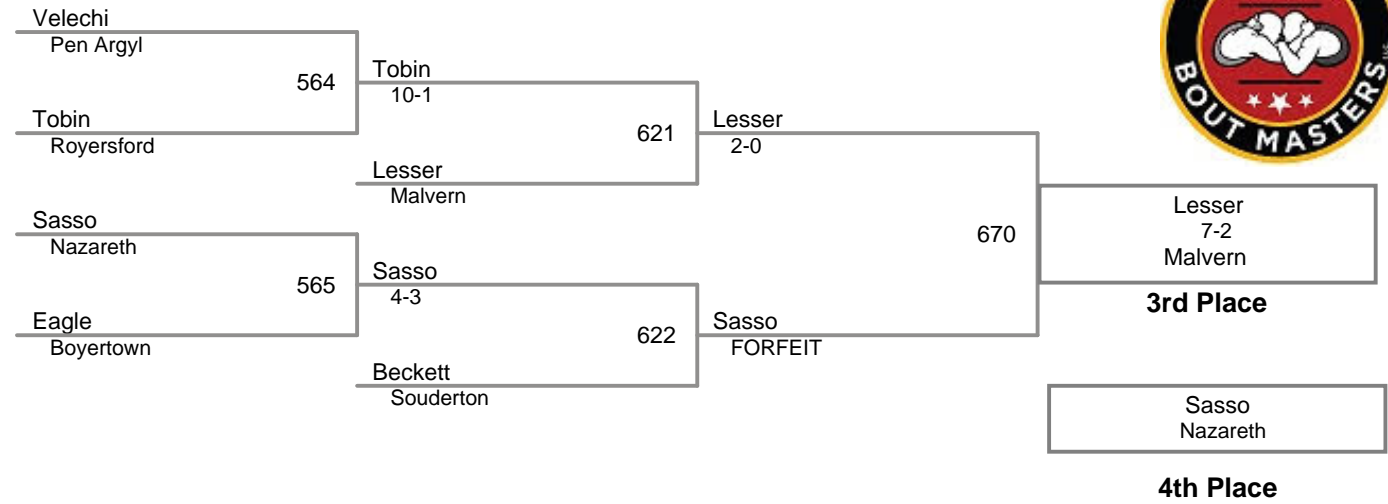 Velechi
Pen Argyl
564
Tobin
10-1
Tobin
Royersford
621
Lesser
2-0
Lesser
Malvern
Sasso
Nazareth
565
Sasso
4-3
Eagle
Boyertown
622
Sasso
FORFEIT
Beckett
Souderton
670
Lesser
7-2
Malvern
3rd Place
Sasso
Nazareth
4th Place
BOUT MASTERS